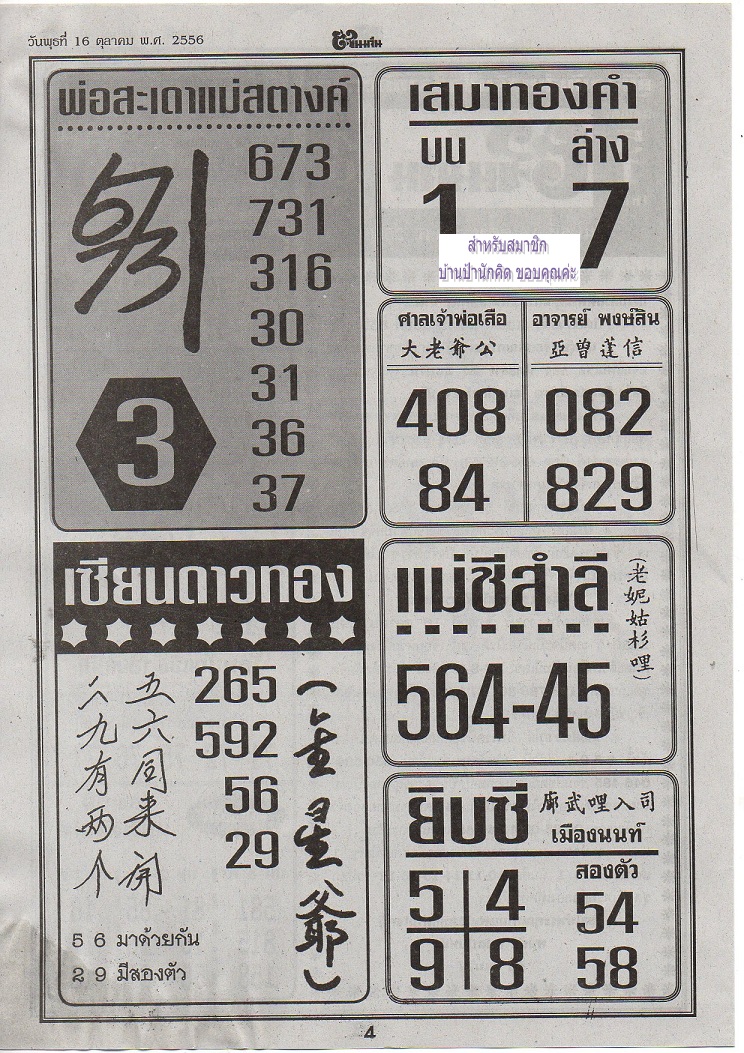 วันพุธที่ 16 ตุลาคม พ.ศ. 2556
พ่อสะเดาแม่สตางค์
673
731
316
30
31
36
37
3
เสมาทองคำ
บน ล่าง
1 7
สำหรับสมาชิก
บ้านป้านักคิด ขอบคุณค่ะ
ศาลเจ้าพ่อเสือ
大老爺公
408
84
อาจารย์ พงษ์สิน
亞曾蓬信
082
829
เซียนดาวทอง
五六同来開
二九有两个
265
592
56
29
(金星爺)
5 6 มาด้วยกัน
2 9 มีสองตัว
แม่ชีสำลี
(老妮姑杉哩)
564-45
ยิบซี
廊武哩入司
เมืองนนท์
5 4
9 8
สองตัว
54
58
4